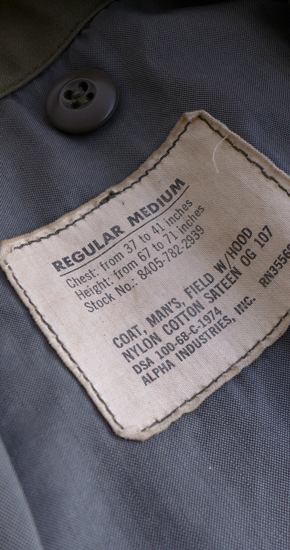 REGULAR MEDIUM
Chest: from 37 to 41 inches
Height: from 67 to 71 inches
Stock No.: 8405-782-2939
COAT, MAN'S, FIELD W/HOOD
NYLON COTTON SATEEN OG 107
DSA 100-68-C-1974
ALPHA INDUSTRIES, INC.